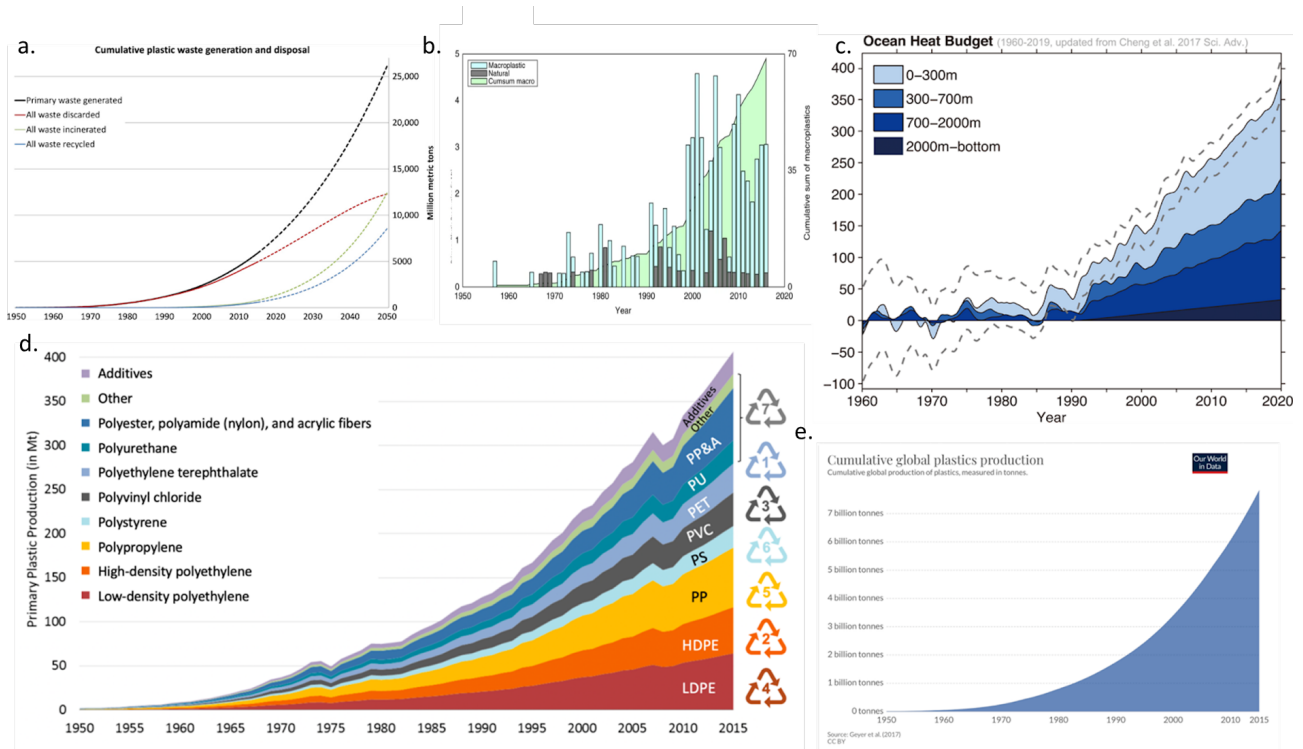 a.
Cumulative plastic waste generation and disposal
Primary waste generated
All waste discarded
All waste incinerated
All waste recycled
25,000
20,000
15,000
10,000
5000
0
Million metric tons
1950 1960 1970 1980 1990 2000 2010 2020 2030 2040 2050
b.
Macroplastic
Natural
Cumsum macro
5
4
3
2
1
0
70
35
0
Cumulative sum of macroplastics
1950 1960 1970 1980 1990 2000 2010 2020
Year
c.
Ocean Heat Budget (1960-2019, updated from Cheng et al. 2017 Sci. Adv.)
0-300m
300-700m
700-2000m
2000m-bottom
400
350
300
250
200
150
100
50
0
-50
-100
1960 1970 1980 1990 2000 2010 2020
Year
d.
Primary Plastic Production (in Mt)
400
350
300
250
200
150
100
50
0
Additives
Other
Polyester, polyamide (nylon), and acrylic fibers
Polyurethane
Polyethylene terephthalate
Polyvinyl chloride
Polystyrene
Polypropylene
High-density polyethylene
Low-density polyethylene
Additives
Other
PP&A
PU
PET
PVC
PS
PP
HDPE
LDPE
7
1
3
6
5
2
4
1950 1955 1960 1965 1970 1975 1980 1985 1990 1995 2000 2005 2010 2015
e.
Cumulative global plastics production
Cumulative global production of plastics, measured in tonnes.
Our World
in Data
7 billion tonnes
6 billion tonnes
5 billion tonnes
4 billion tonnes
3 billion tonnes
2 billion tonnes
1 billion tonnes
0 tonnes
1950 1960 1970 1980 1990 2000 2010 2015
Source: Geyer et al. (2017)
CC BY